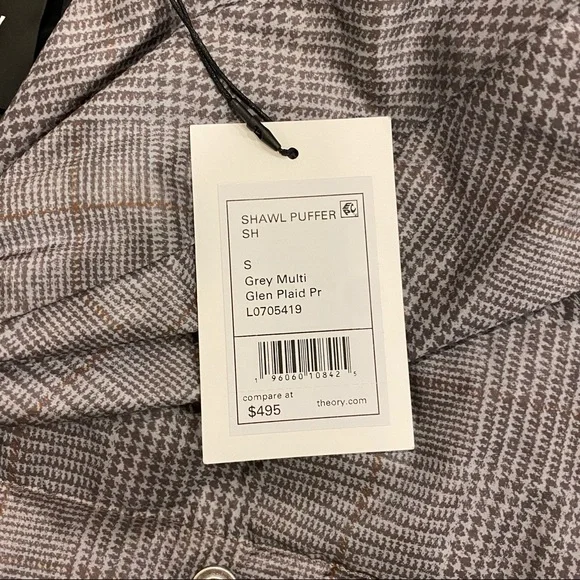 SHAWL PUFFER
SH
S
Grey Multi
Glen Plaid Pr
L0705419
1 96060 10842 5
compare at
$495
theory.com